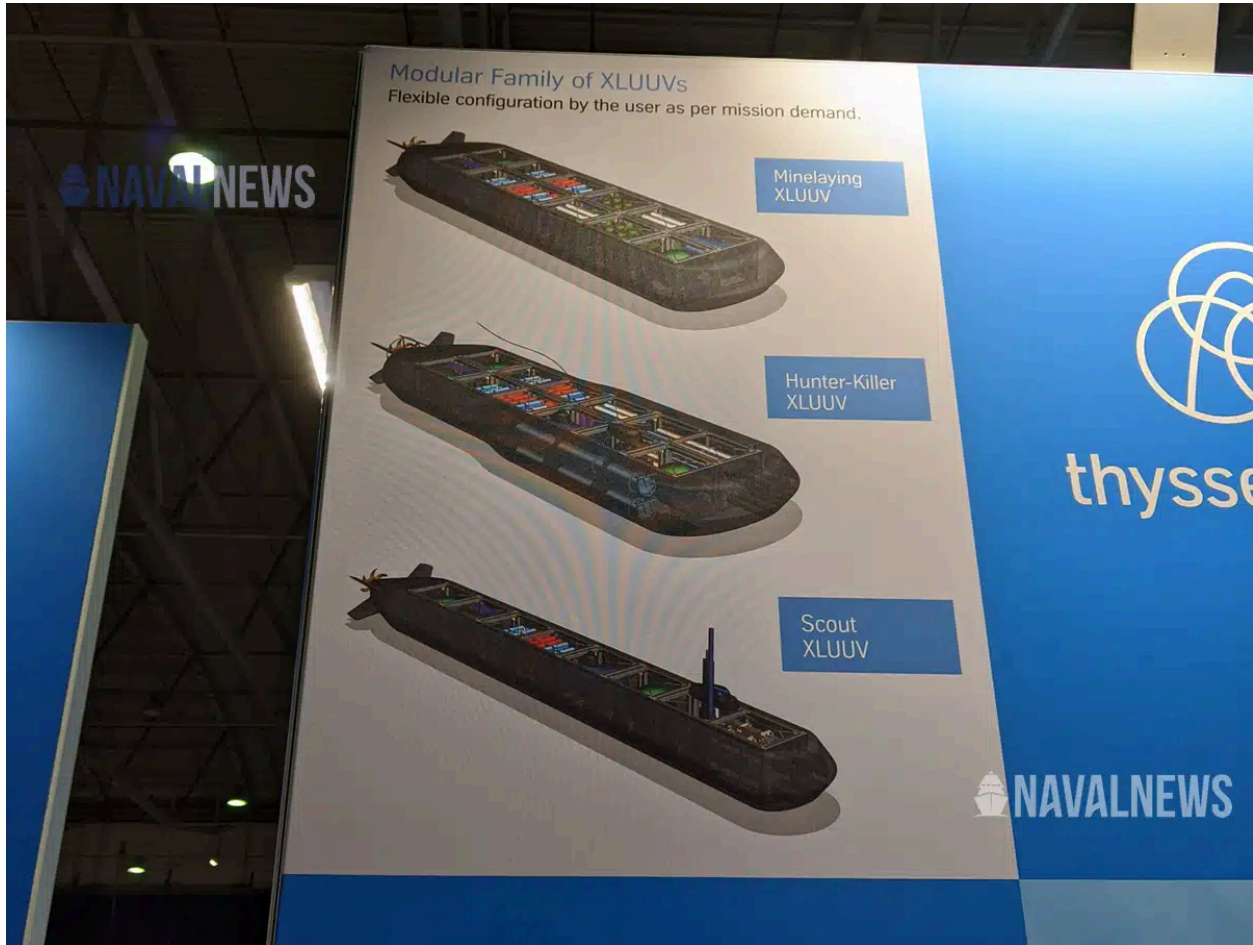 Modular Family of XLUUVs
Flexible configuration by the user as per mission demand.
NAVALNEWS
Minelaying
XLUUV
Hunter-Killer
XLUUV
thysse
Scout
XLUUV
NAVALNEWS